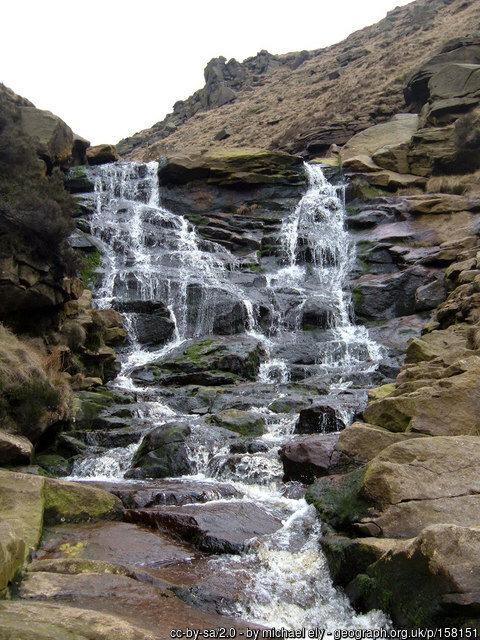 cc-by-sa/2.0 - by michael ely - geograph.org.uk/p/158151